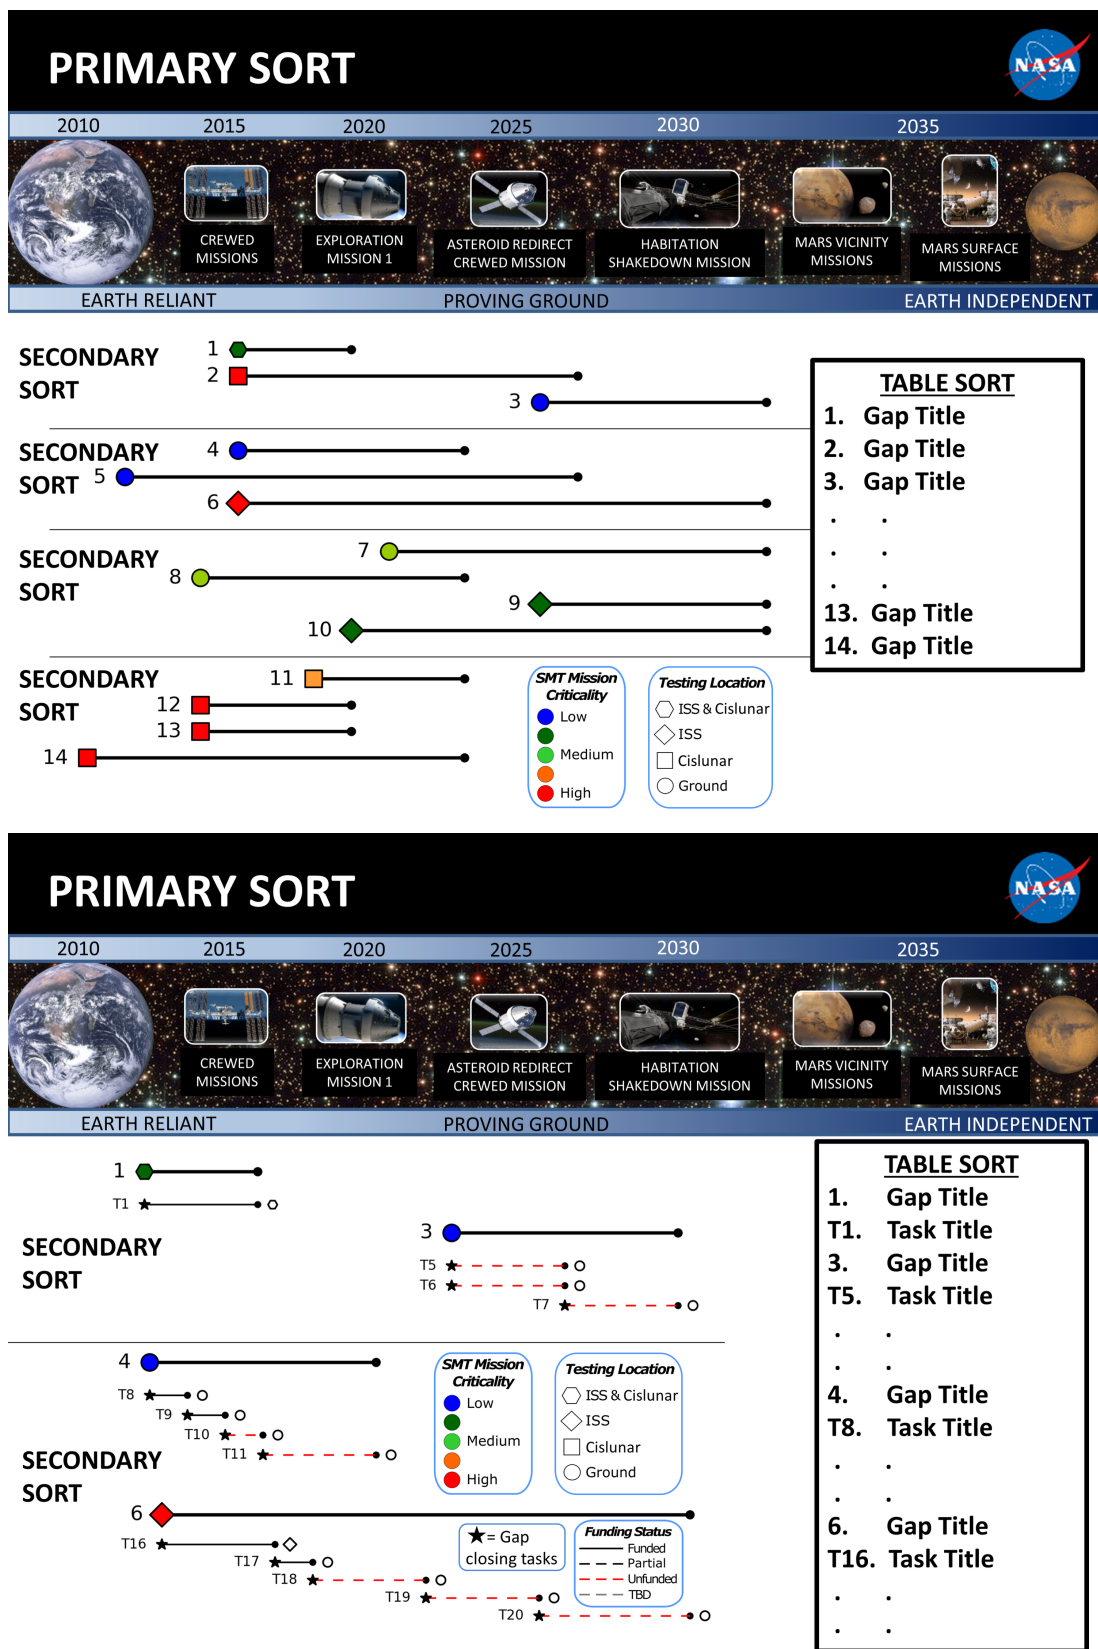 PRIMARY SORT
NASA
2010 2015 2020 2025 2030 2035
CREWED
MISSIONS
EXPLORATION
MISSION 1
ASTEROID REDIRECT
CREWED MISSION
HABITATION
SHAKEDOWN MISSION
MARS VICINITY
MISSIONS
MARS SURFACE
MISSIONS
EARTH RELIANT PROVING GROUND EARTH INDEPENDENT
SECONDARY
SORT
1
2
3
SECONDARY
SORT
4
5
6
SECONDARY
SORT
7
8
9
10
SECONDARY
SORT
11
12
13
14
SMT Mission
Criticality
Low
Medium
High
Testing Location
ISS & Cislunar
ISS
Cislunar
Ground
TABLE SORT
1. Gap Title
2. Gap Title
3. Gap Title
. .
. .
. .
13. Gap Title
14. Gap Title
PRIMARY SORT
NASA
2010 2015 2020 2025 2030 2035
CREWED
MISSIONS
EXPLORATION
MISSION 1
ASTEROID REDIRECT
CREWED MISSION
HABITATION
SHAKEDOWN MISSION
MARS VICINITY
MISSIONS
MARS SURFACE
MISSIONS
EARTH RELIANT PROVING GROUND EARTH INDEPENDENT
SECONDARY
SORT
1
T1
3
T5
T6
T7
SECONDARY
SORT
4
T8
T9
T10
T11
6
T16
T17
T18
T19
T20
SMT Mission
Criticality
Low
Medium
High
Testing Location
ISS & Cislunar
ISS
Cislunar
Ground
★= Gap
closing tasks
Funding Status
Funded
Partial
Unfunded
TBD
TABLE SORT
1. Gap Title
T1. Task Title
3. Gap Title
T5. Task Title
. .
. .
4. Gap Title
T8. Task Title
. .
. .
6. Gap Title
T16. Task Title
. .
. .